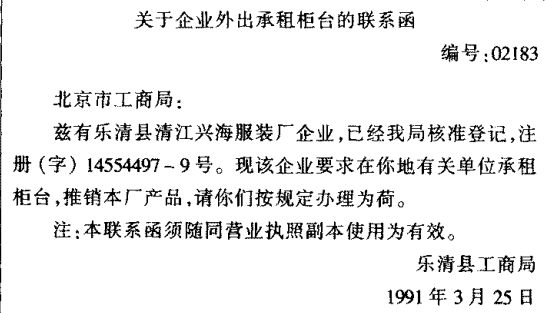 关于企业外出承租柜台的联系函
编号:02183
北京市工商局:
兹有乐清县清江兴海服装厂企业,已经我局核准登记,注
册(字)14554497-9号。现该企业要求在你地有关单位承租
柜台,推销本厂产品,请你们按规定办理为荷。
注:本联系函须随同营业执照副本使用为有效。
乐清县工商局
1991年3月25日